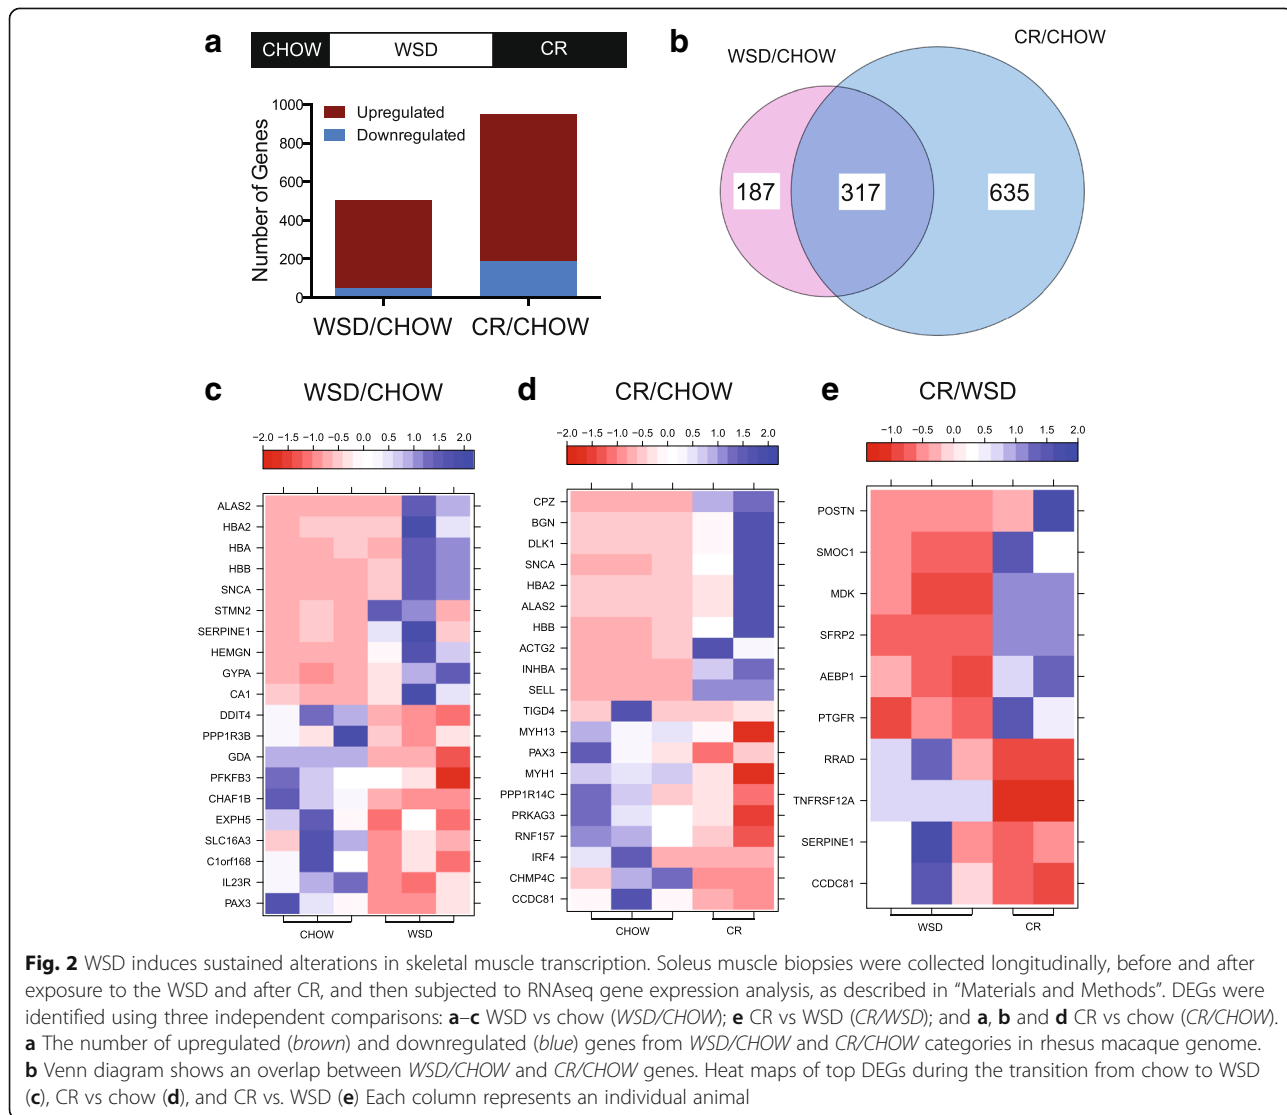 a
CHOW WSD CR
Number of Genes
1000
800
600
400
200
0
Upregulated
Downregulated
WSD/CHOW CR/CHOW
b
WSD/CHOW
CR/CHOW
187 317 635
c WSD/CHOW
−2.0 −1.5 −1.0 −0.5 0.0 0.5 1.0 1.5 2.0
ALAS2
HBA2
HBA
HBB
SNCA
STMN2
SERPINE1
HEMGN
GYPA
CA1
DDIT4
PPP1R3B
GDA
PFKFB3
CHAF1B
EXPH5
SLC16A3
C1orf168
IL23R
PAX3
CHOW WSD
d CR/CHOW
−2.0 −1.5 −1.0 −0.5 0.0 0.5 1.0 1.5 2.0
CPZ
BGN
DLK1
SNCA
HBA2
ALAS2
HBB
ACTG2
INHBA
SELL
TIGD4
MYH13
PAX3
MYH1
PPP1R14C
PRKAG3
RNF157
IRF4
CHMP4C
CCDC81
CHOW CR
e CR/WSD
−1.0 −0.5 0.0 0.5 1.0 1.5 2.0
POSTN
SMOC1
MDK
SFRP2
AEBP1
PTGFR
RRAD
TNFRSF12A
SERPINE1
CCDC81
WSD CR
Fig. 2 WSD induces sustained alterations in skeletal muscle transcription. Soleus muscle biopsies were collected longitudinally, before and after
exposure to the WSD and after CR, and then subjected to RNAseq gene expression analysis, as described in “Materials and Methods”. DEGs were
identified using three independent comparisons: a–c WSD vs chow (WSD/CHOW); e CR vs WSD (CR/WSD); and a, b and d CR vs chow (CR/CHOW).
a The number of upregulated (brown) and downregulated (blue) genes from WSD/CHOW and CR/CHOW categories in rhesus macaque genome.
b Venn diagram shows an overlap between WSD/CHOW and CR/CHOW genes. Heat maps of top DEGs during the transition from chow to WSD
(c), CR vs chow (d), and CR vs. WSD (e) Each column represents an individual animal